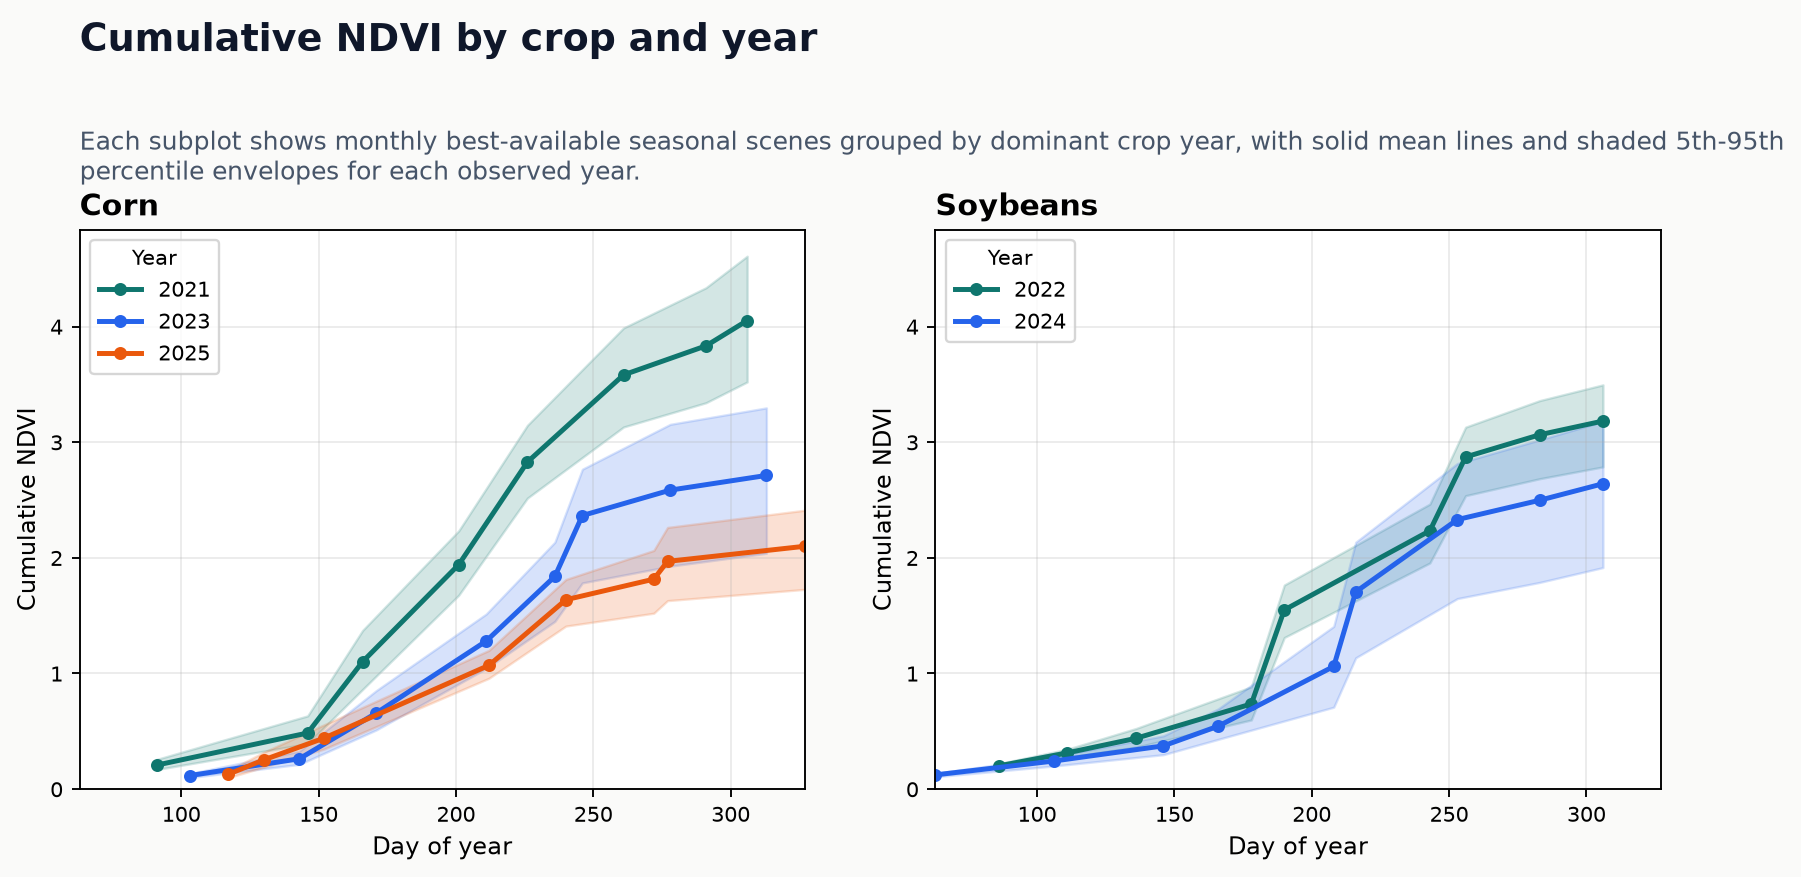 Cumulative NDVI by crop and year
Each subplot shows monthly best-available seasonal scenes grouped by dominant crop year, with solid mean lines and shaded 5th-95th
percentile envelopes for each observed year.
Corn
Year
2021
2023
2025
Cumulative NDVI
4
3
2
1
0
100 150 200 250 300
Day of year
Soybeans
Year
2022
2024
Cumulative NDVI
4
3
2
1
0
100 150 200 250 300
Day of year